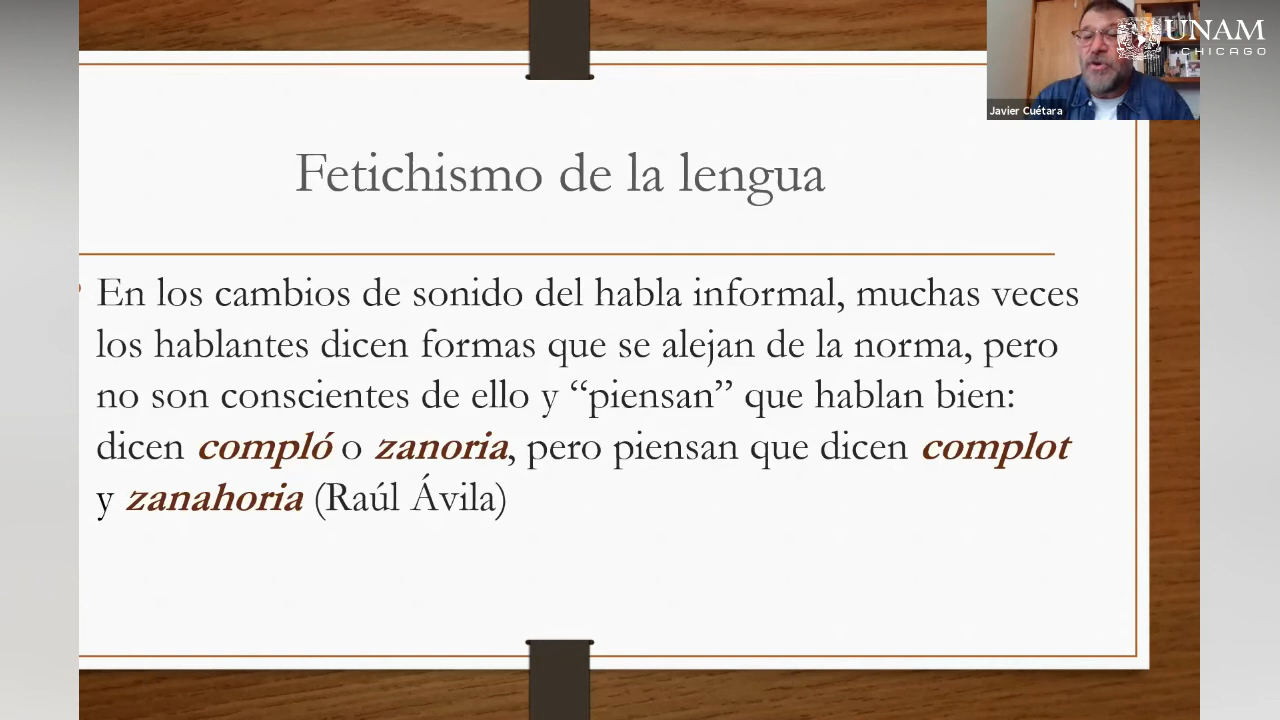 UNAM
CHICAGO
Javier Cuétara
Fetichismo de la lengua
En los cambios de sonido del habla informal, muchas veces
los hablantes dicen formas que se alejan de la norma, pero
no son conscientes de ello y “piensan” que hablan bien:
dicen compló o zanoria, pero piensan que dicen complot
y zanahoria (Raúl Ávila)